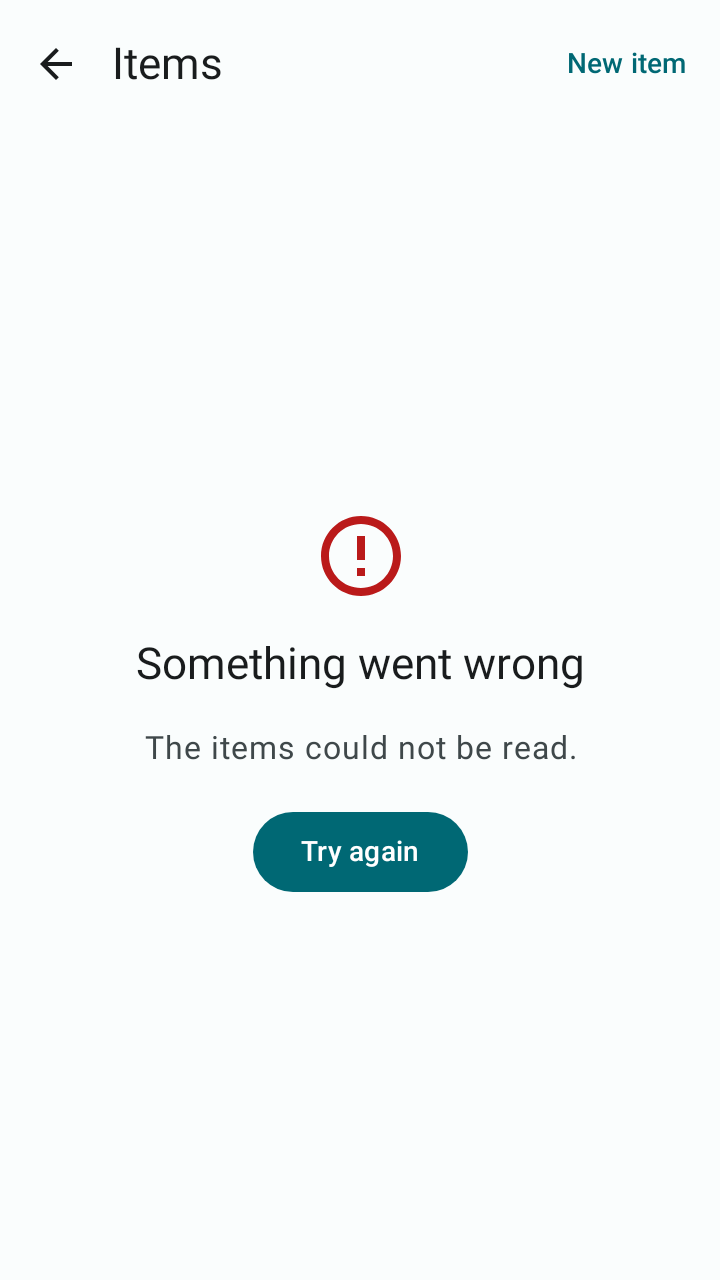 Items
New item
Something went wrong
The items could not be read.
Try again